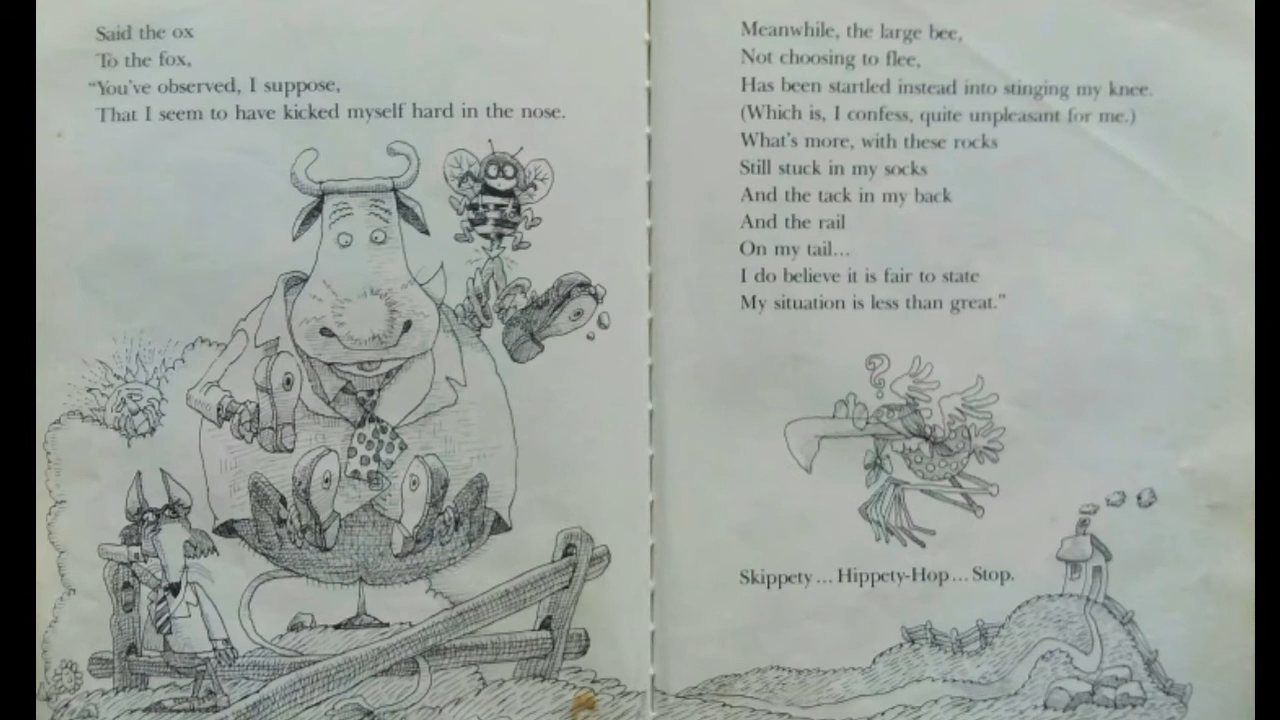 Said the ox
To the fox,
“You’ve observed, I suppose,
That I seem to have kicked myself hard in the nose.
Meanwhile, the large bee,
Not choosing to flee,
Has been startled instead into stinging my knee.
(Which is, I confess, quite unpleasant for me.)
What’s more, with these rocks
Still stuck in my socks
And the tack in my back
And the rail
On my tail...
I do believe it is fair to state
My situation is less than great.”
?
Skippety... Hippety-Hop... Stop.